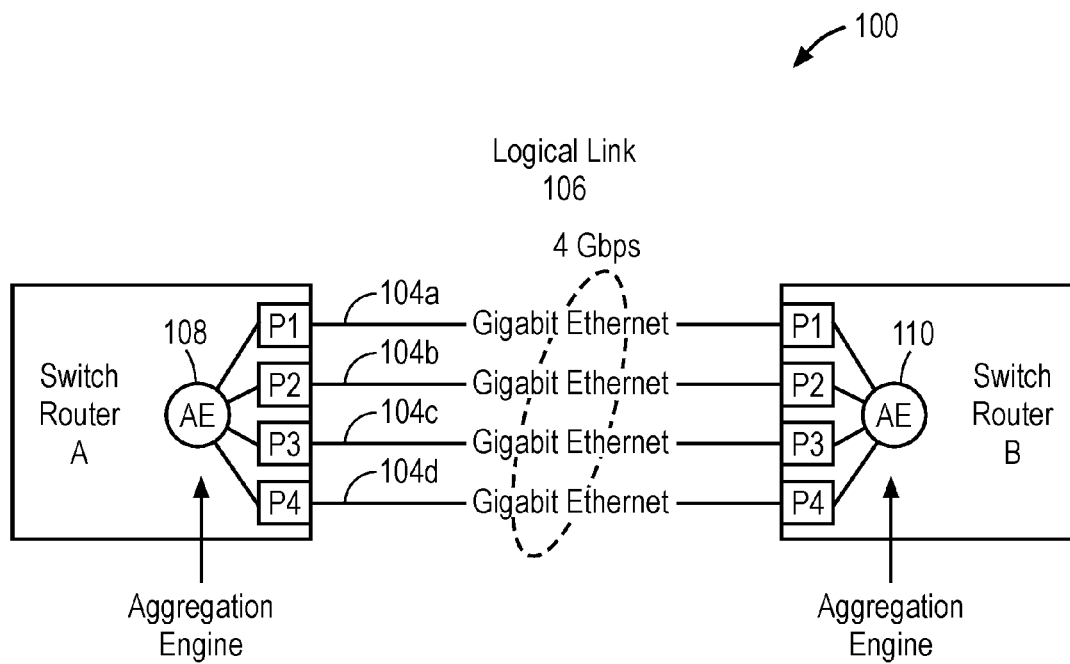 100
Logical Link
106
4 Gbps
104a
Gigabit Ethernet
108
P1
P1
110
104b
Gigabit Ethernet
Switch
Router
A
AE
P2
P2
AE
Switch
Router
B
104c
Gigabit Ethernet
P3
P3
104d
Gigabit Ethernet
P4
P4
Aggregation
Engine
Aggregation
Engine